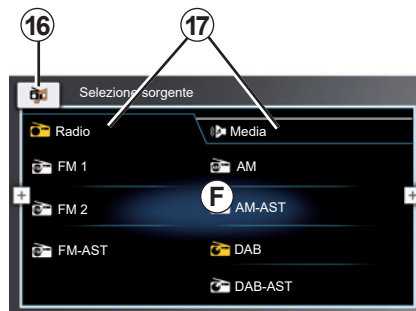 16 17
Selezione sorgente
Radio Media
FM 1 AM
FM 2 F AM-AST
FM-AST DAB
DAB-AST